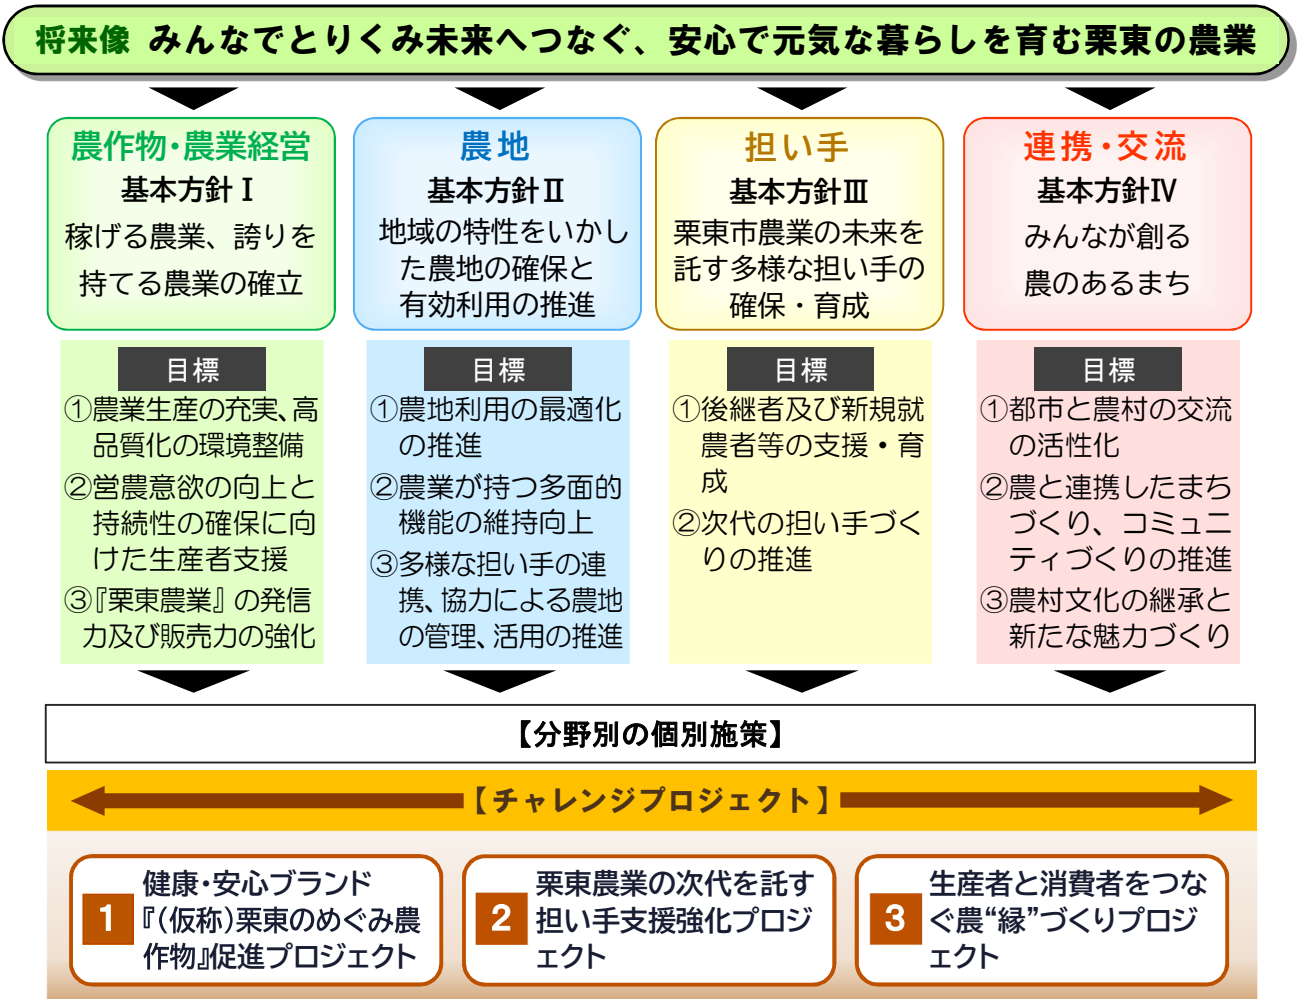 将来像 みんなでとりくみ未来へつなぐ、安心で元気な暮らしを育む栗東の農業
農作物・農業経営
基本方針Ⅰ
稼げる農業、誇りを
持てる農業の確立
目標
①農業生産の充実、高
品質化の環境整備
②営農意欲の向上と
持続性の確保に向
けた生産者支援
③『栗東農業』の発信
力及び販売力の強化
農地
基本方針Ⅱ
地域の特性をいかし
た農地の確保と
有効利用の推進
目標
①農地利用の最適化
の推進
②農業が持つ多面的
機能の維持向上
③多様な担い手の連
携、協力による農地
の管理、活用の推進
担い手
基本方針Ⅲ
栗東市農業の未来を
託す多様な担い手の
確保・育成
目標
①後継者及び新規就
農者等の支援・育
成
②次代の担い手づく
りの推進
連携・交流
基本方針Ⅳ
みんなが創る
農のあるまち
目標
①都市と農村の交流
の活性化
②農と連携したまち
づくり、コミュニ
ティづくりの推進
③農村文化の継承と
新たな魅力づくり
【分野別の個別施策】
【チャレンジプロジェクト】
1
健康・安心ブランド
『(仮称)栗東のめぐみ農
作物』促進プロジェクト
2
栗東農業の次代を託す
担い手支援強化プロジ
ェクト
3
生産者と消費者をつな
ぐ農“縁”づくりプロジ
ェクト